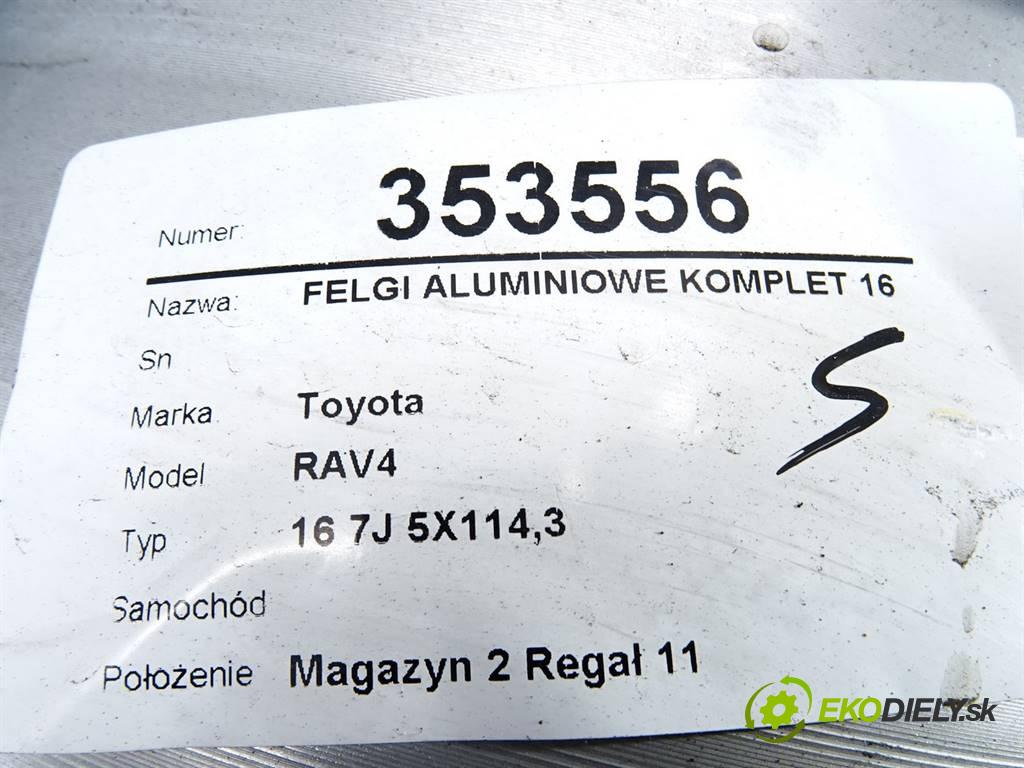 Numer: 353556
Nazwa: FELGI ALUMINIOWE KOMPLET 16
Sn
Marka Toyota
Model RAV4
Typ 16 7J 5X114,3
Samochód
Położenie Magazyn 2 Regał 11
S
EKODIELY.sk